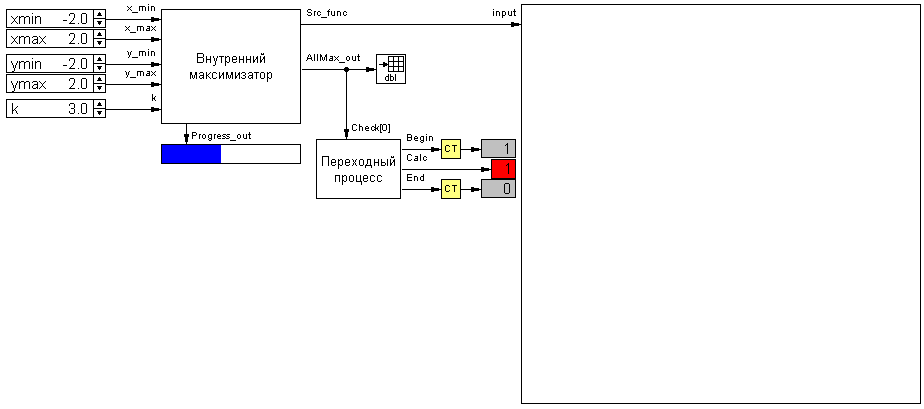 x_min
xmin -2.0
x_max
xmax 2.0
y_min
ymin -2.0
y_max
ymax 2.0
k
k 3.0
Внутренний
максимизатор
Src_func
input
AllMax_out
dbl
Progress_out
Check[0]
Переходный
процесс
Begin
CT
1
Calc
1
End
CT
0